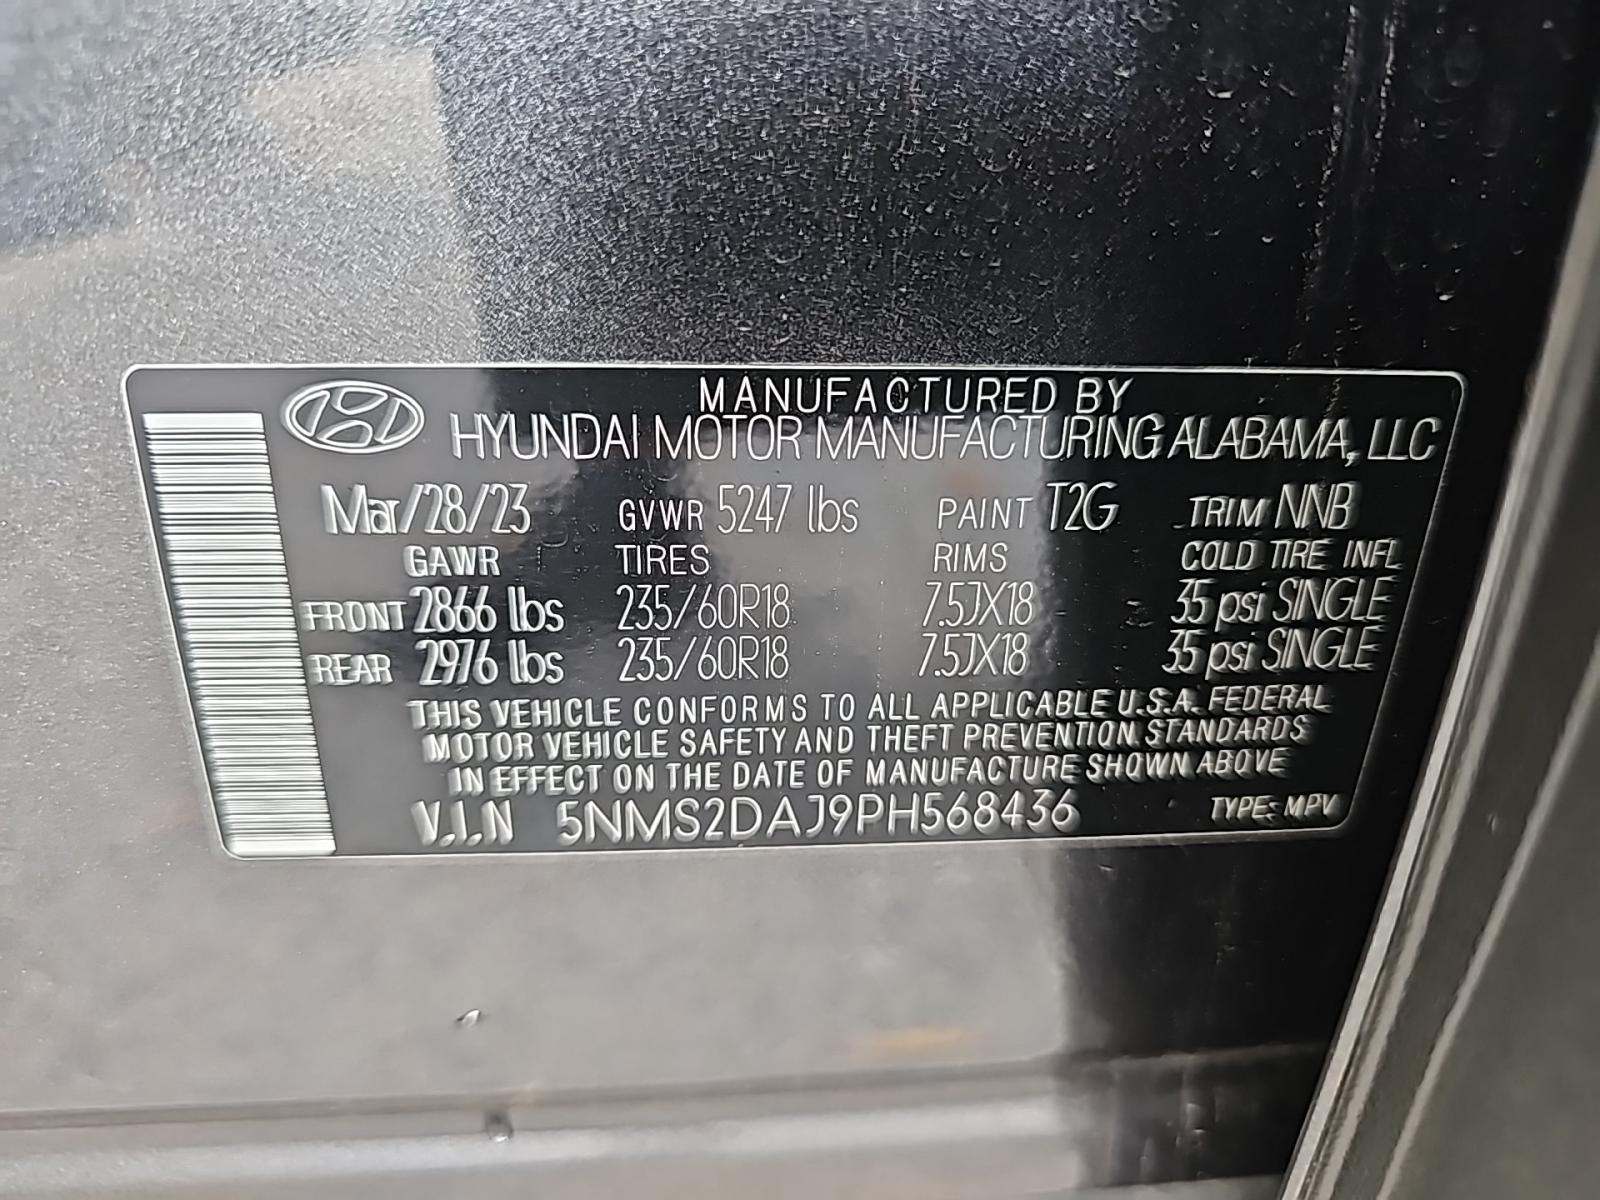 MANUFACTURED BY
HYUNDAI MOTOR MANUFACTURING ALABAMA, LLC
Mar/28/23 GVWR 5247 lbs PAINT T2G TRIM NNB
GAWR TIRES RIMS COLD TIRE INFL
FRONT 2866 lbs 235/60R18 7.5JX18 35 psi SINGLE
REAR 2976 lbs 235/60R18 7.5JX18 35 psi SINGLE
THIS VEHICLE CONFORMS TO ALL APPLICABLE U.S.A. FEDERAL
MOTOR VEHICLE SAFETY AND THEFT PREVENTION STANDARDS
IN EFFECT ON THE DATE OF MANUFACTURE SHOWN ABOVE
V.I.N 5NMS2DAJ9PH568436 TYPE: MPV